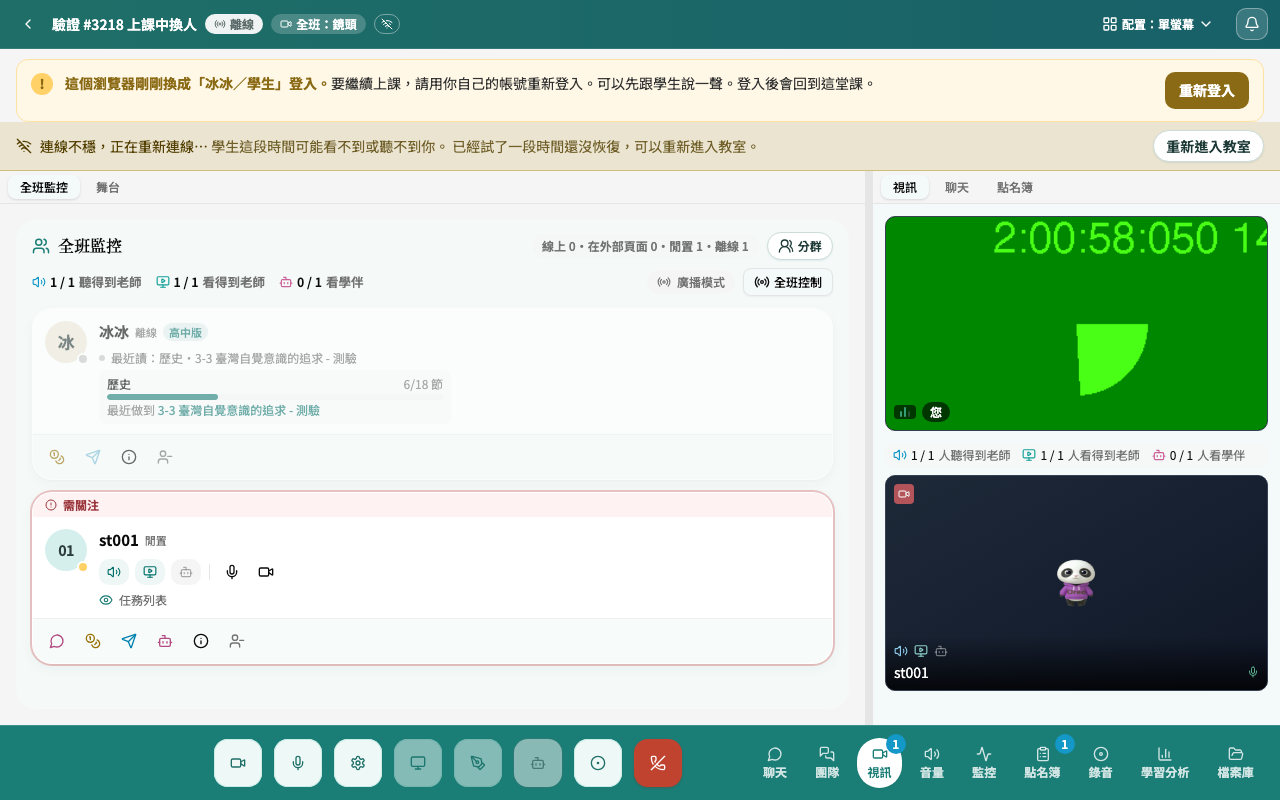 驗證 #3218 上課中換人
離線
全班：鏡頭
配置：單螢幕
這個瀏覽器剛剛換成「冰冰／學生」登入。要繼續上課，請用你自己的帳號重新登入。可以先跟學生說一聲。登入後會回到這堂課。
重新登入
連線不穩，正在重新連線… 學生這段時間可能看不到或聽不到你。 已經試了一段時間還沒恢復，可以重新進入教室。
重新進入教室
全班監控
舞台
全班監控
線上 0・在外部頁面 0・閒置 1・離線 1
分群
1 / 1 聽得到老師
1 / 1 看得到老師
0 / 1 看學伴
廣播模式
全班控制
冰
冰冰
離線
高中版
最近讀：歷史・3-3 臺灣自覺意識的追求 - 測驗
歷史
6/18 節
最近做到 3-3 臺灣自覺意識的追求 - 測驗
需關注
01
st001
閒置
任務列表
視訊
聊天
點名簿
2:00:58:050 14
您
1 / 1 人聽得到老師
1 / 1 人看得到老師
0 / 1 人看學伴
st001
聊天
團隊
1
視訊
音量
監控
1
點名簿
錄音
學習分析
檔案庫